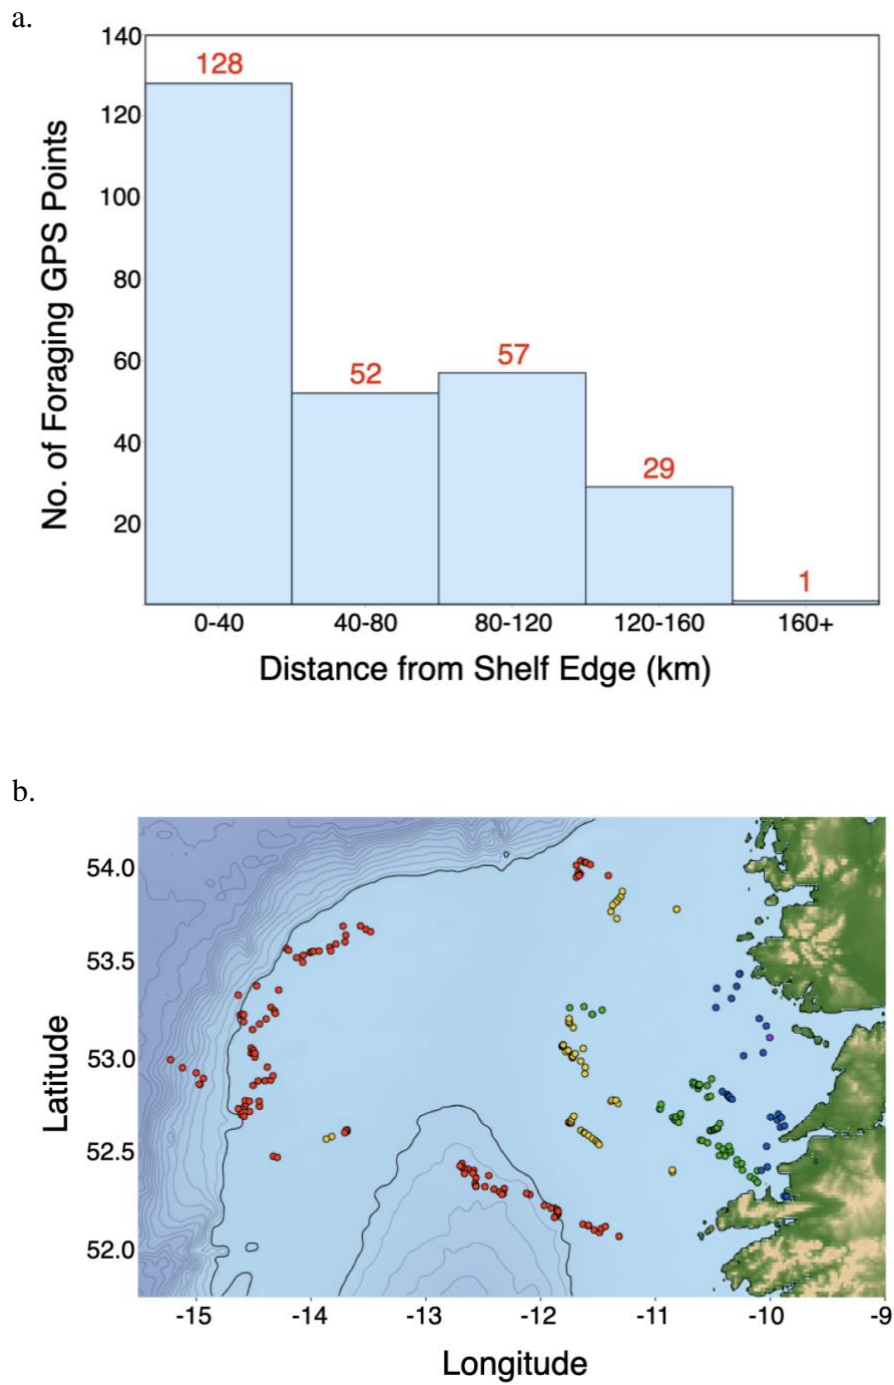 a.
No. of Foraging GPS Points
140
120
100
80
60
40
20
128
52
57
29
1
0-40 40-80 80-120 120-160 160+
Distance from Shelf Edge (km)
b.
Latitude
54.0
53.5
53.0
52.5
52.0
-15 -14 -13 -12 -11 -10 -9
Longitude